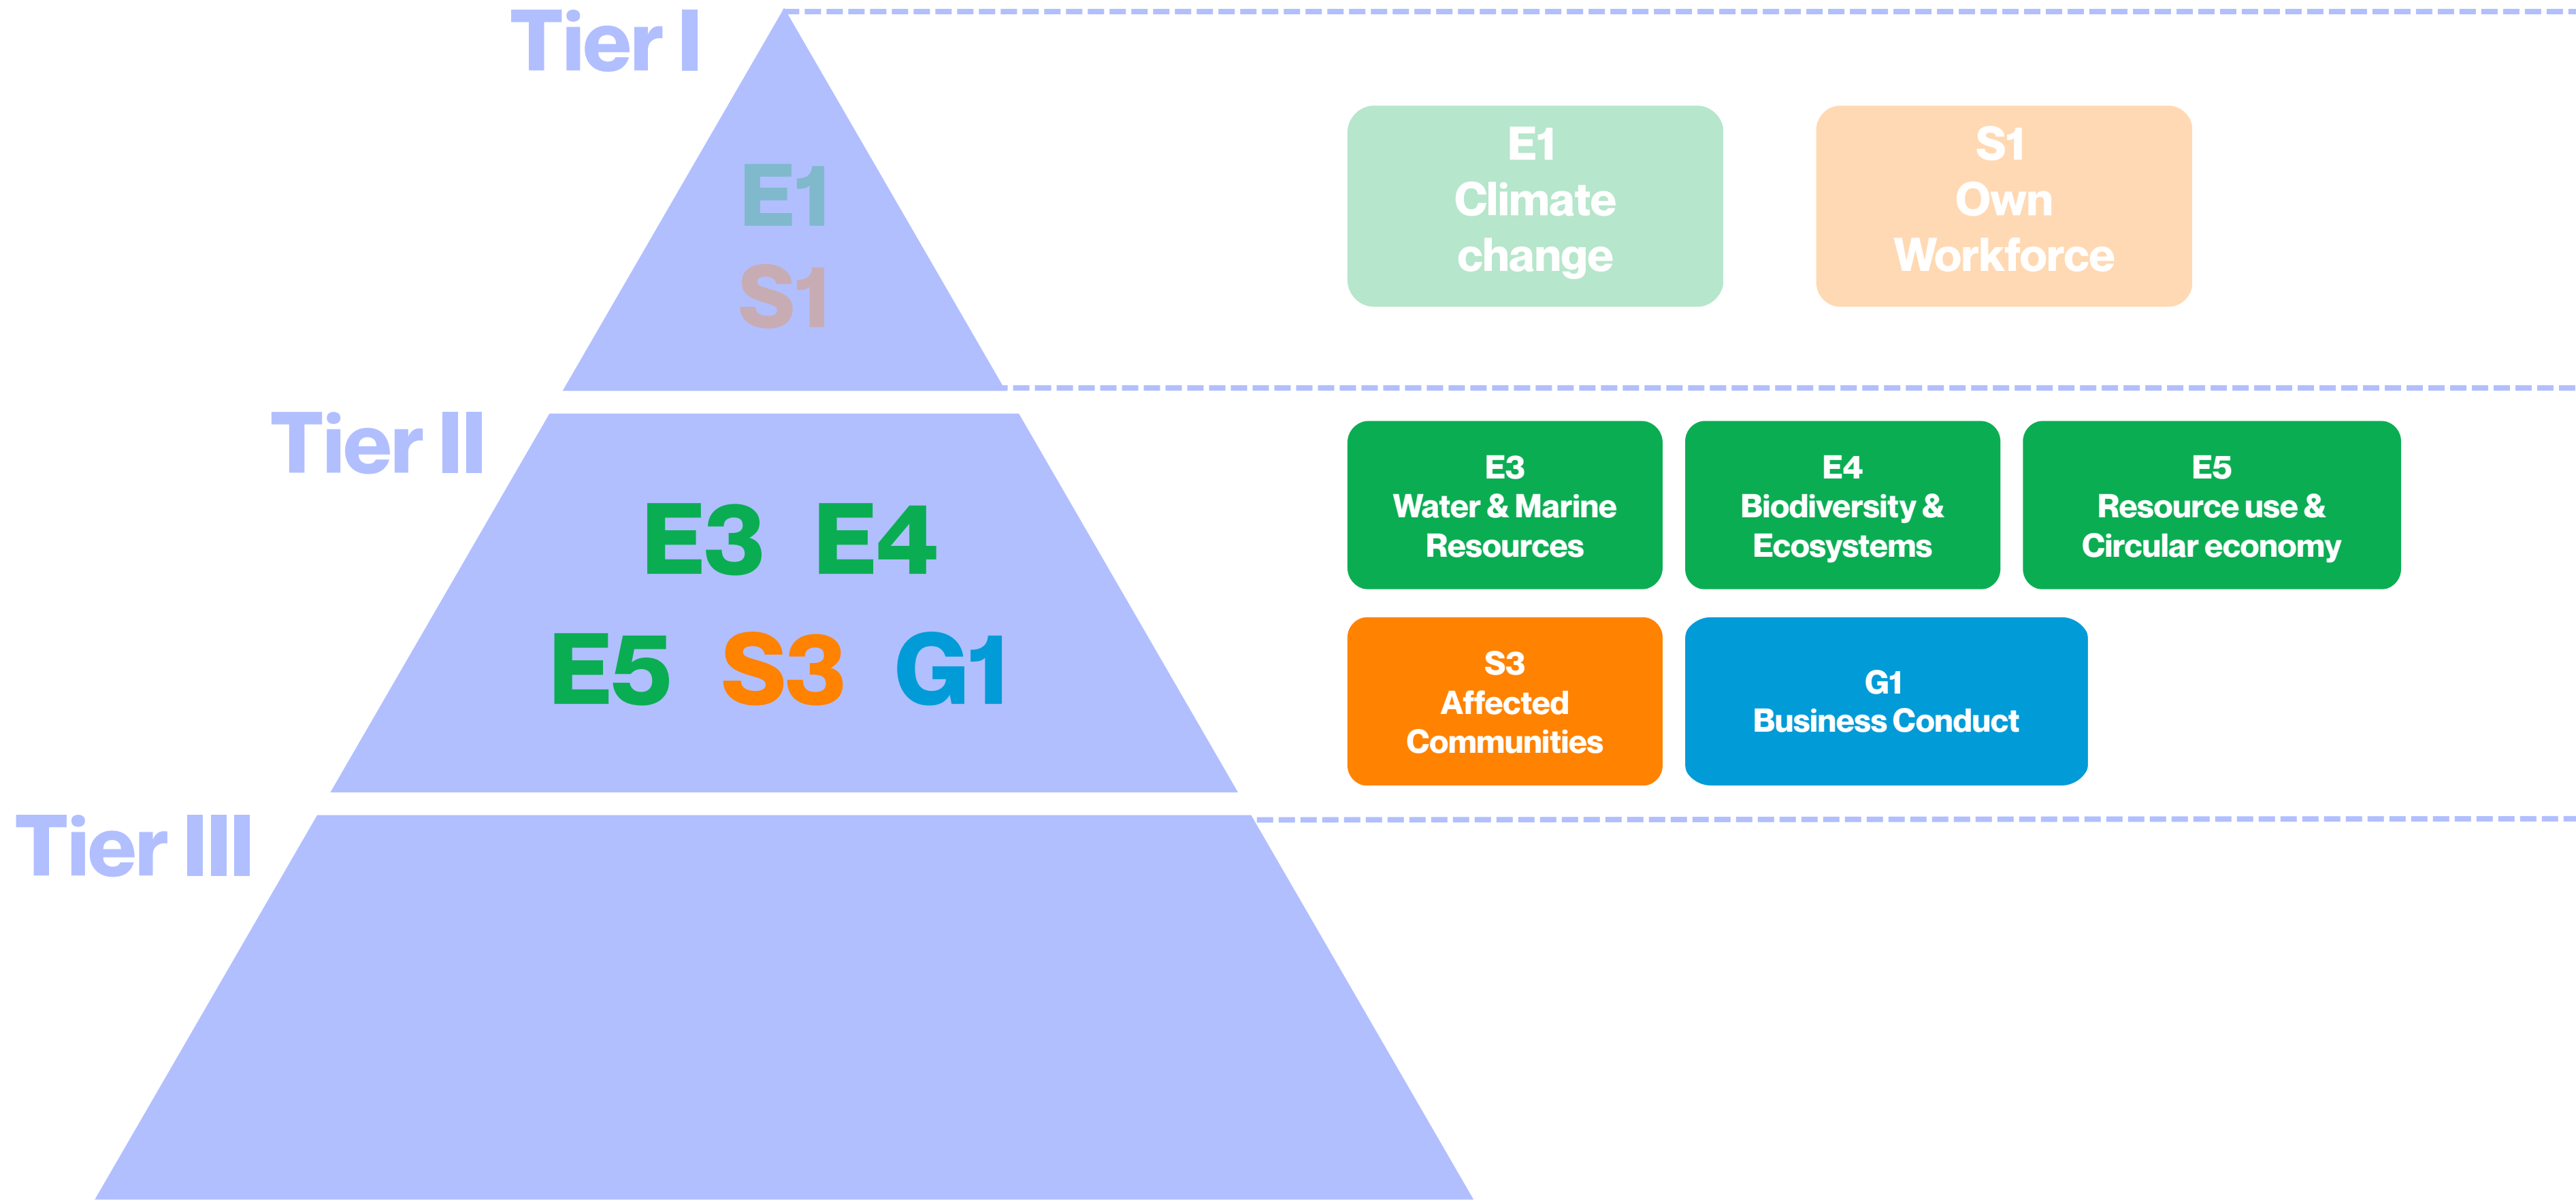 Tier I
E1
S1
E1
Climate
change
S1
Own
Workforce
Tier II
E3 E4
E5 S3 G1
E3
Water & Marine
Resources
E4
Biodiversity &
Ecosystems
E5
Resource use &
Circular economy
S3
Affected
Communities
G1
Business Conduct
Tier III